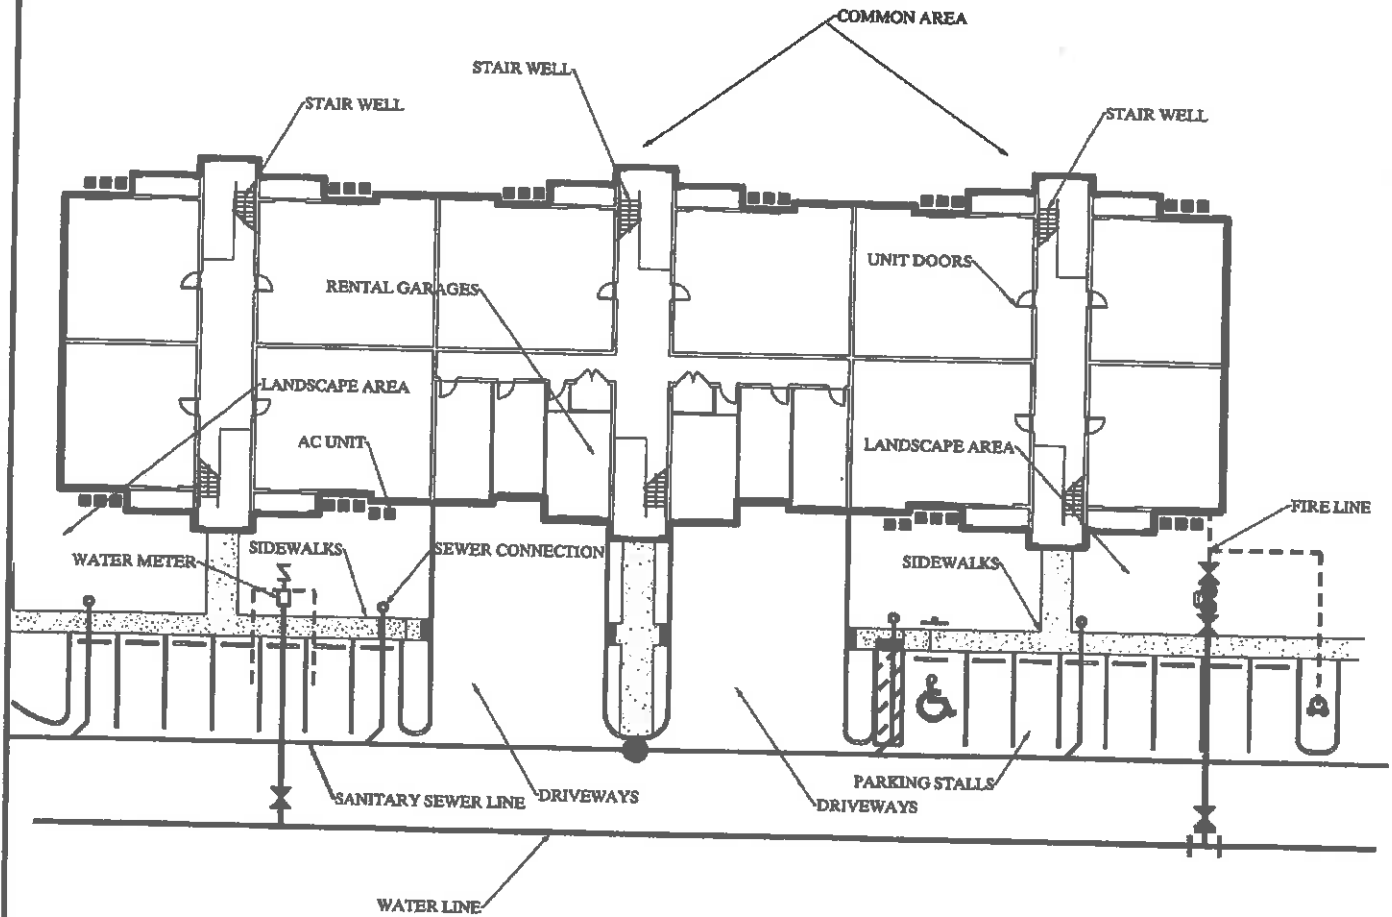 COMMON AREA
STAIR WELL
STAIR WELL
STAIR WELL
UNIT DOORS
RENTAL GARAGES
LANDSCAPE AREA
AC UNIT
LANDSCAPE AREA
FIRE LINE
SIDEWALKS
SEWER CONNECTION
WATER METER
SIDEWALKS
PARKING STALLS
SANITARY SEWER LINE
DRIVEWAYS
DRIVEWAYS
WATER LINE